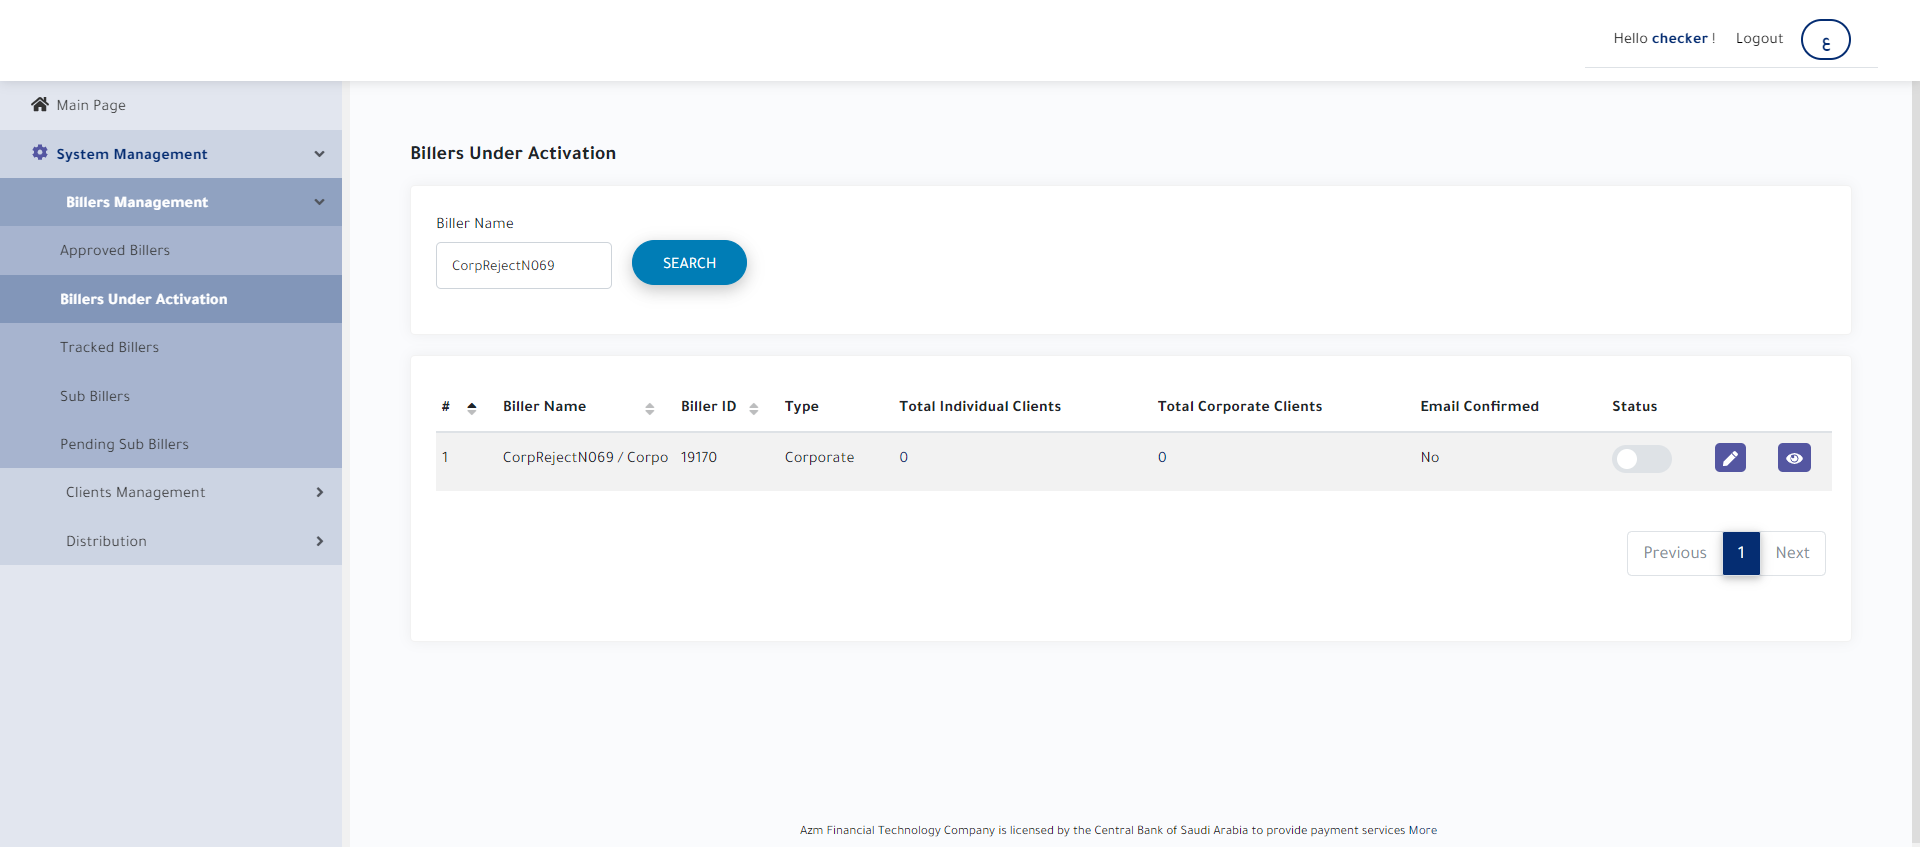 Hello checker !
Logout
ع
Main Page
System Management
Billers Management
Approved Billers
Billers Under Activation
Tracked Billers
Sub Billers
Pending Sub Billers
Clients Management
Distribution
Billers Under Activation
Biller Name
CorpRejectN069
SEARCH
# Biller Name Biller ID Type Total Individual Clients Total Corporate Clients Email Confirmed Status
1 CorpRejectN069 / Corpo 19170 Corporate 0 0 No
Previous 1 Next
Azm Financial Technology Company is licensed by the Central Bank of Saudi Arabia to provide payment services More